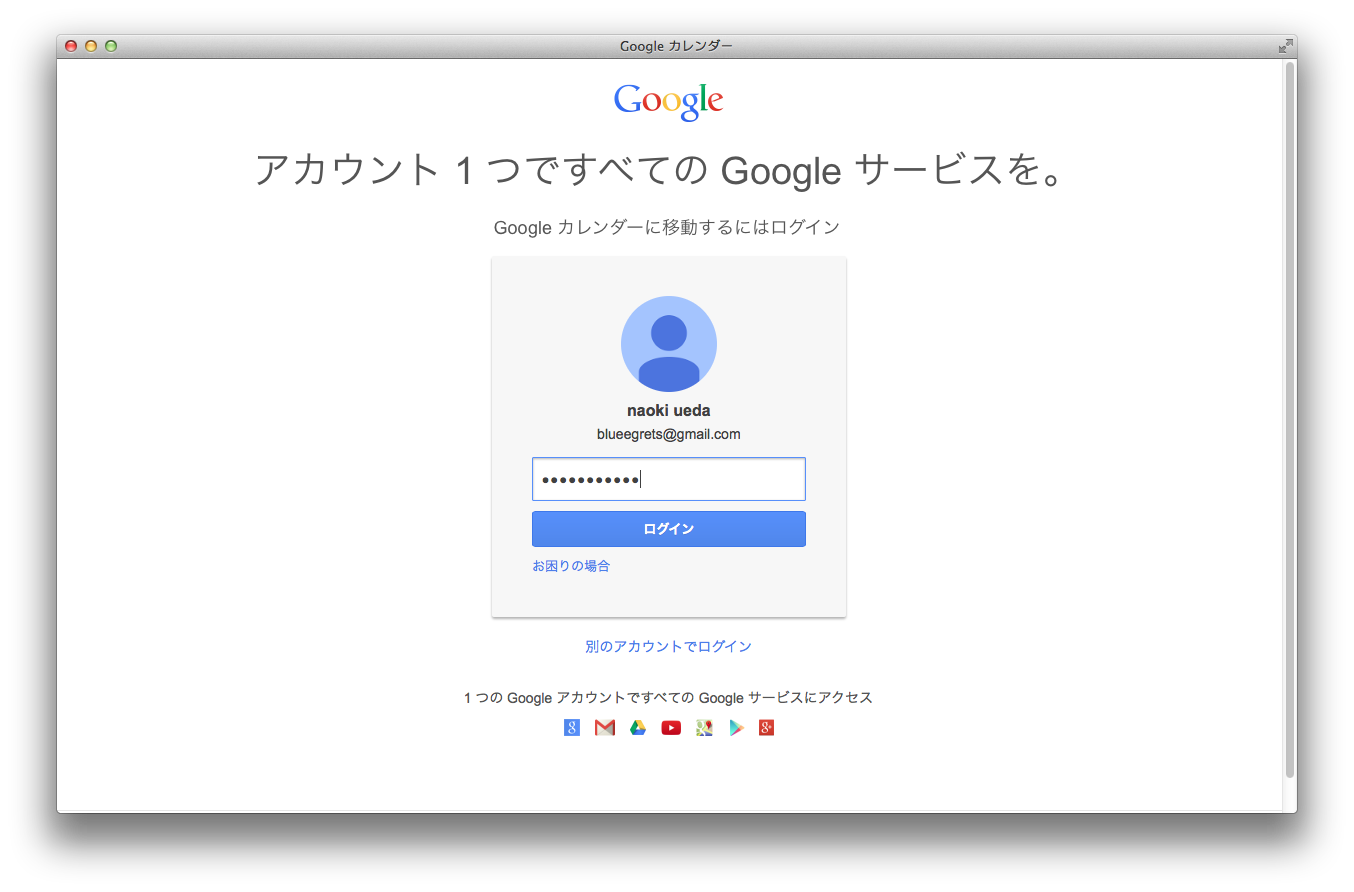 Google カレンダー
Google
アカウント 1 つですべての Google サービスを。
Google カレンダーに移動するにはログイン
naoki ueda
blueegrets@gmail.com
•••••••••••
ログイン
お困りの場合
別のアカウントでログイン
1 つの Google アカウントですべての Google サービスにアクセス
8 8+